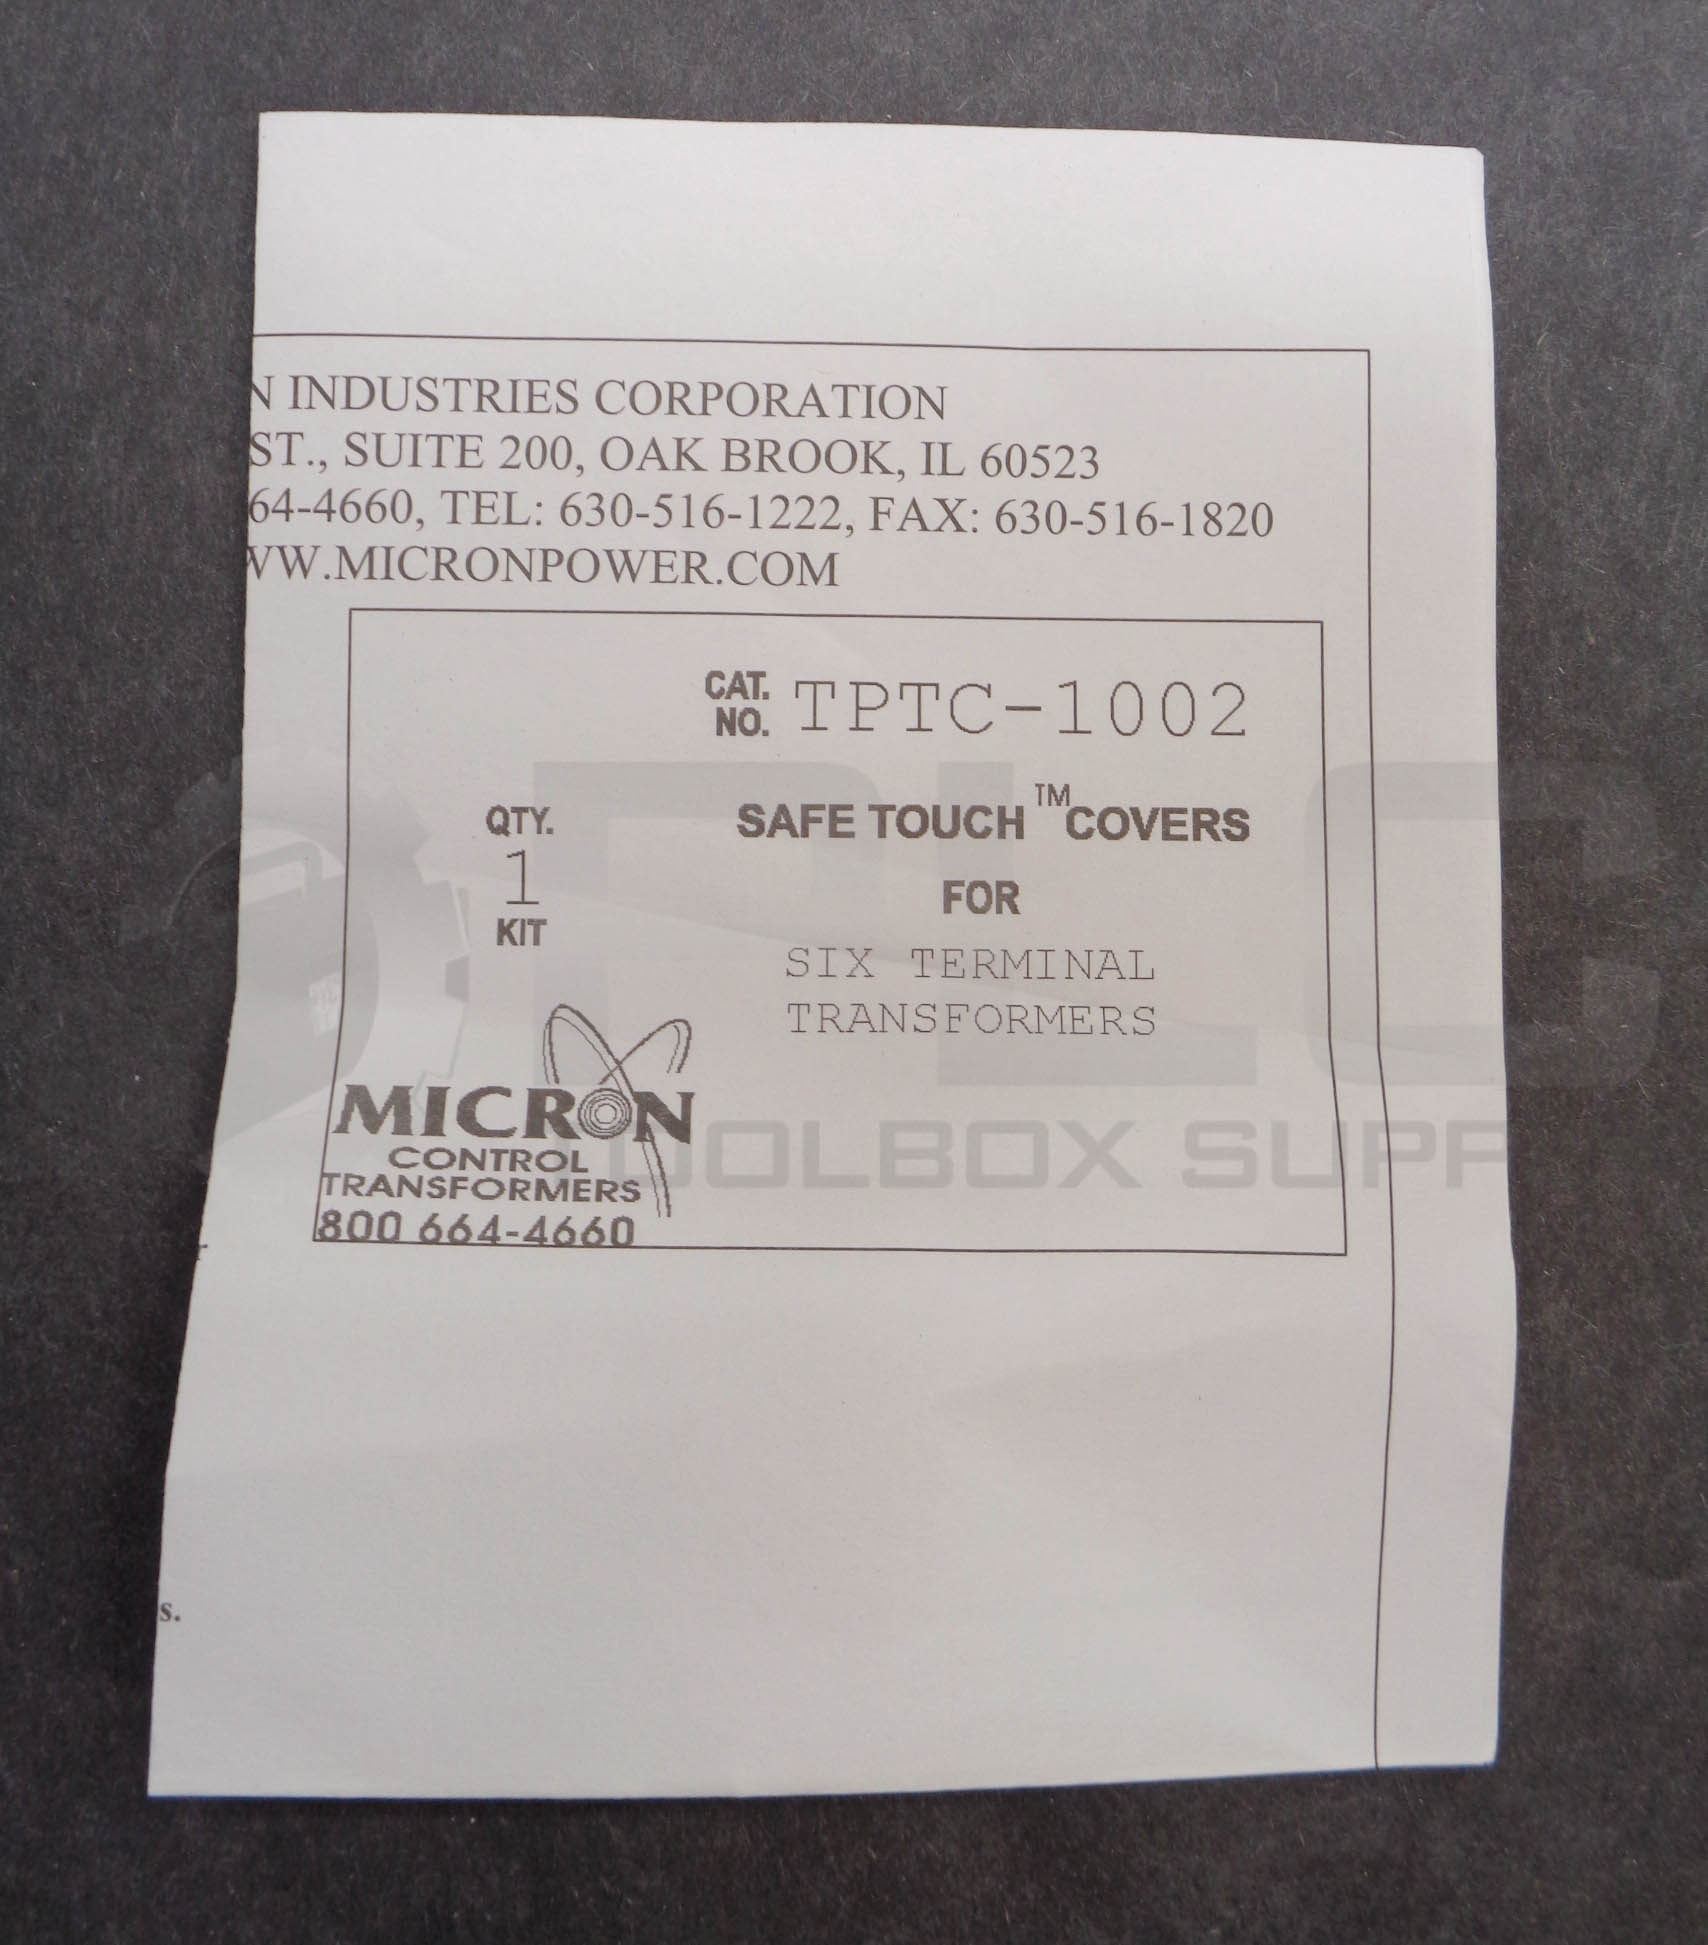 N INDUSTRIES CORPORATION
ST., SUITE 200, OAK BROOK, IL 60523
64-4660, TEL: 630-516-1222, FAX: 630-516-1820
WW.MICRONPOWER.COM
CAT. NO. TPTC-1002
QTY. 1 KIT
SAFE TOUCH ™ COVERS
FOR
SIX TERMINAL
TRANSFORMERS
MICRON
CONTROL
TRANSFORMERS
800 664-4660
r
s.
PLC
TOOLBOX SUPP